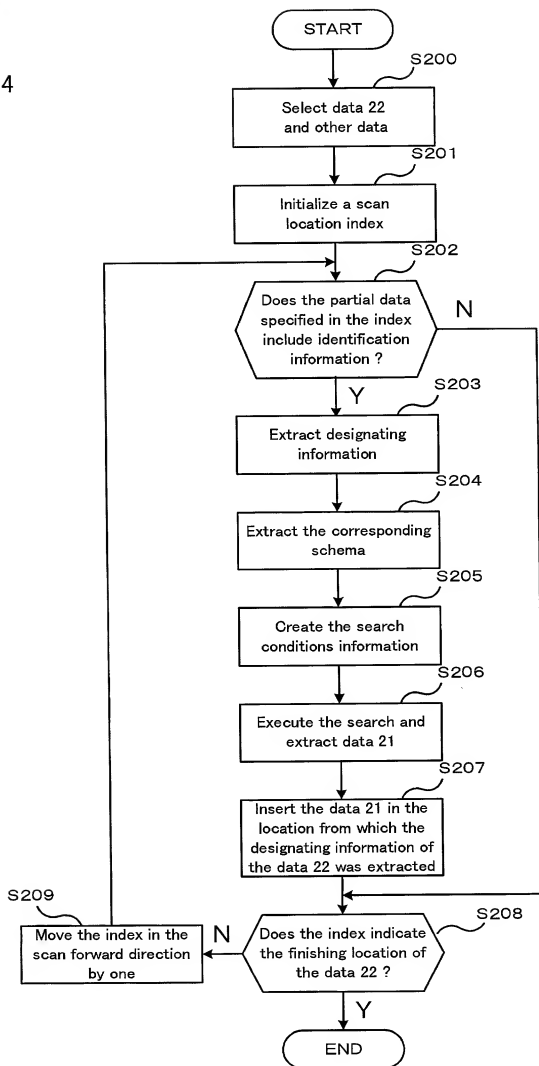 4
START
S200
Select data 22
and other data
S201
Initialize a scan
location index
S202
Does the partial data
specified in the index
include identification
information ?
N
Y
S203
Extract designating
information
S204
Extract the corresponding
schema
S205
Create the search
conditions information
S206
Execute the search and
extract data 21
S207
Insert the data 21 in the
location from which the
designating information of
the data 22 was extracted
S208
Does the index indicate
the finishing location of
the data 22 ?
N
S209
Move the index in the
scan forward direction
by one
Y
END